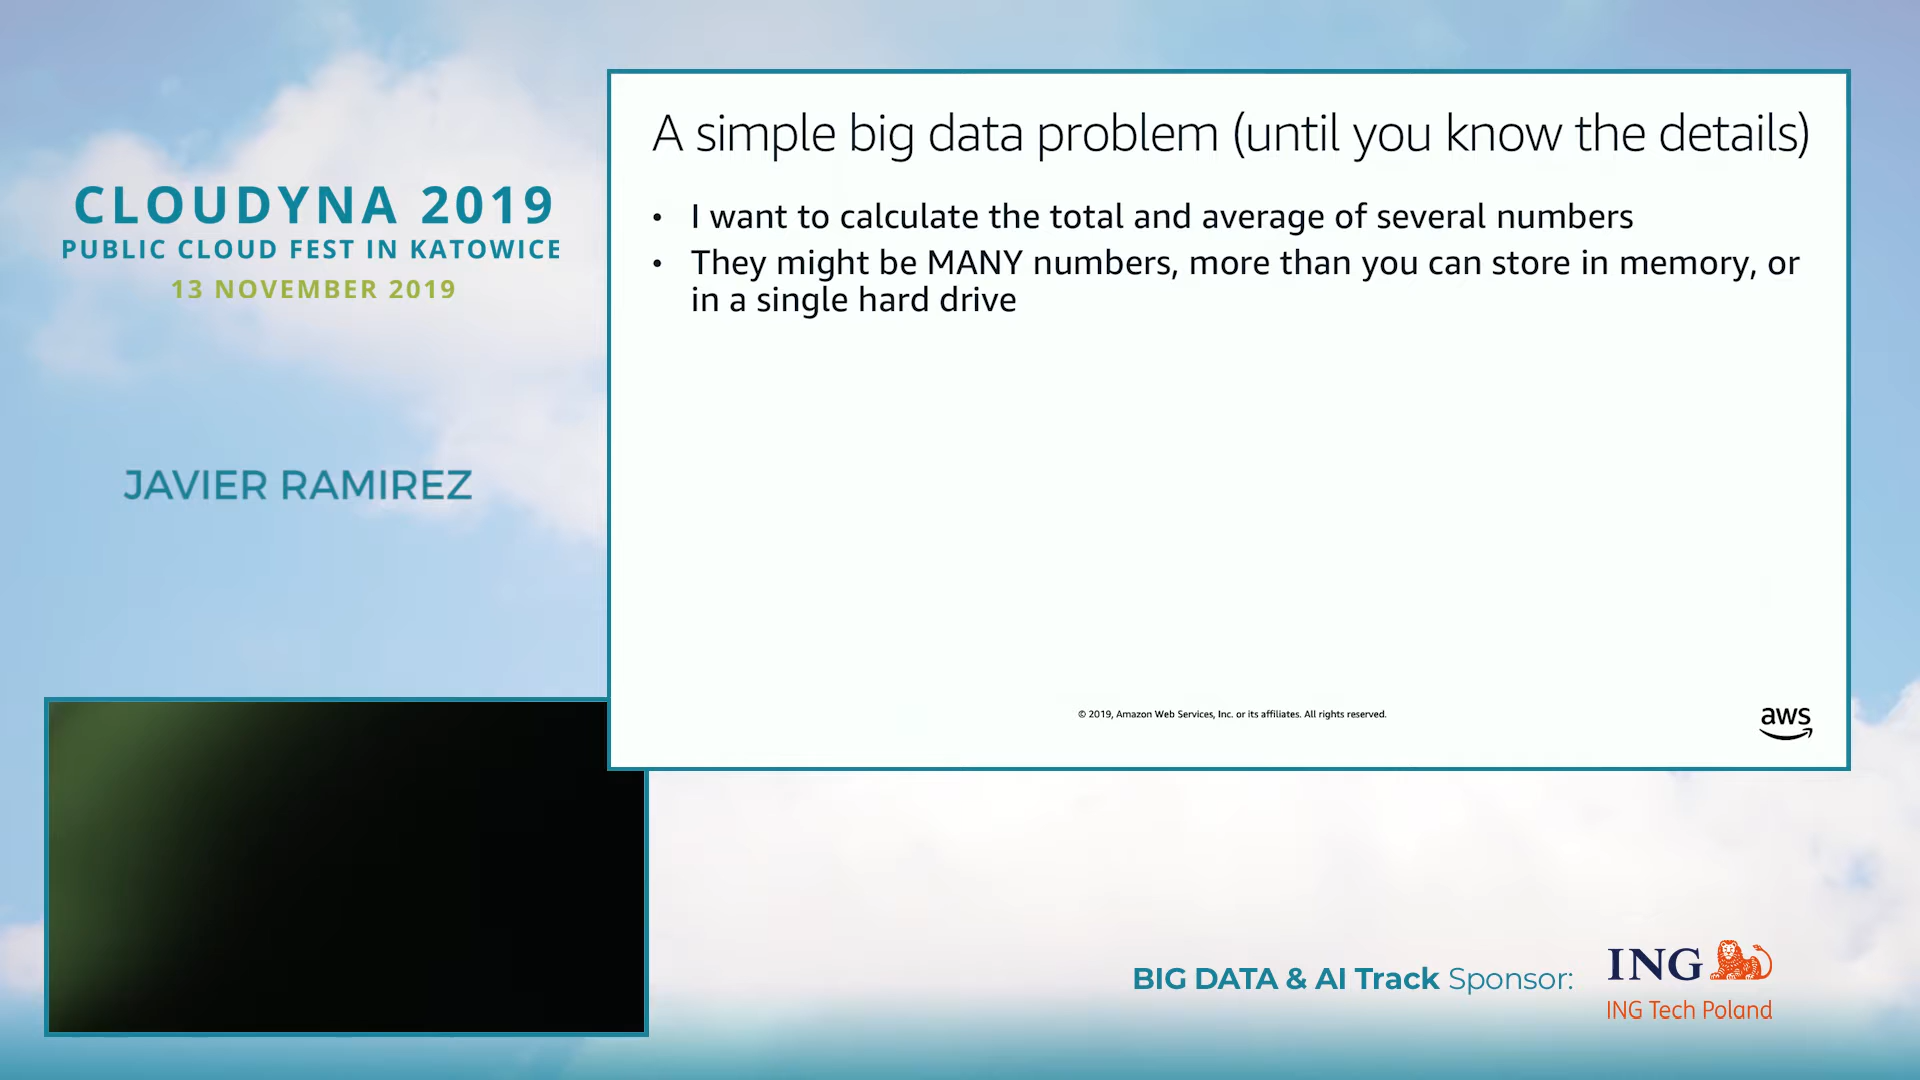 CLOUDYNA 2019
PUBLIC CLOUD FEST IN KATOWICE
13 NOVEMBER 2019
JAVIER RAMIREZ
A simple big data problem (until you know the details)
• I want to calculate the total and average of several numbers
• They might be MANY numbers, more than you can store in memory, or
in a single hard drive
© 2019, Amazon Web Services, Inc. or its affiliates. All rights reserved.
aws
BIG DATA & AI Track Sponsor:
ING
ING Tech Poland